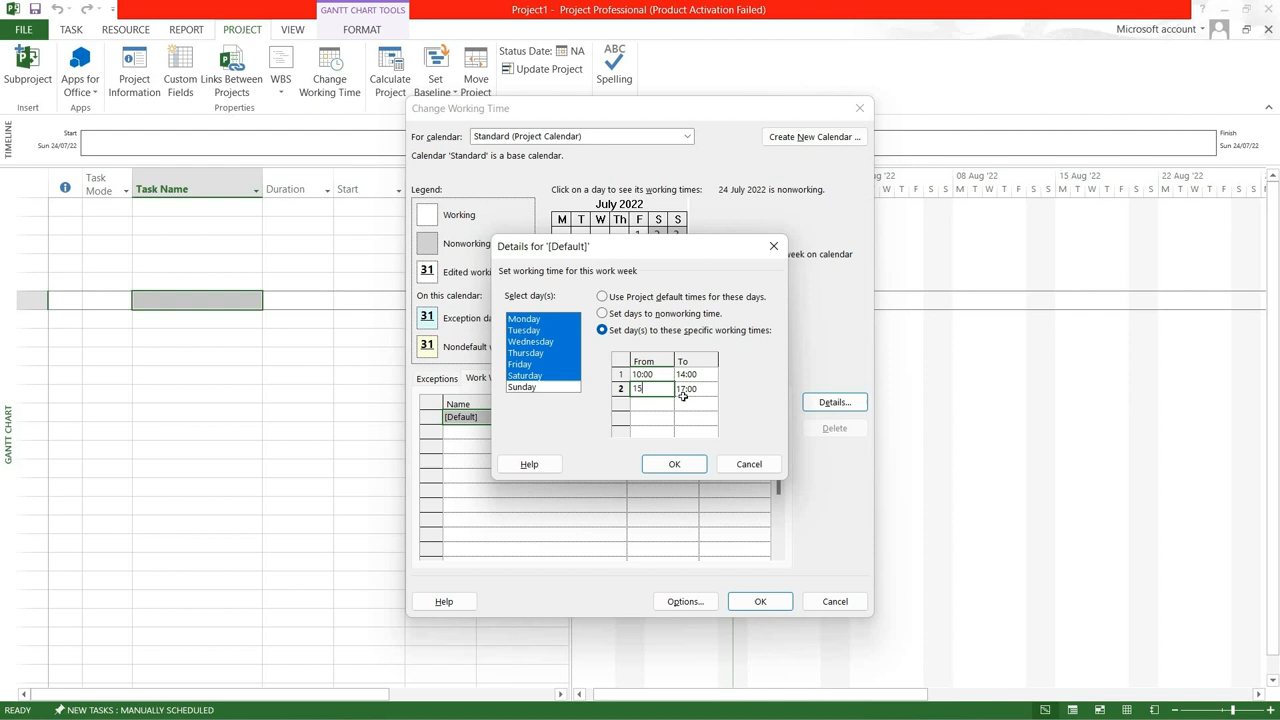 GANTT CHART TOOLS
Project1 - Project Professional (Product Activation Failed)
FILE TASK RESOURCE REPORT PROJECT VIEW FORMAT
Microsoft account
Subproject
Apps for Office
Project Information
Custom Fields
Links Between Projects
WBS
Change Working Time
Calculate Project
Set Baseline
Move Project
Status Date: NA
Update Project
ABC
Spelling
Insert Apps Properties
TIMELINE
Start
Sun 24/07/22
Finish
Sun 24/07/22
GANTT CHART
Task Mode Task Name Duration Start
'22 08 Aug '22 15 Aug '22 22 Aug '22
W T F S S M T W T F S S M T W T F S S M T W T F S S
Change Working Time
For calendar: Standard (Project Calendar) Create New Calendar ...
Calendar 'Standard' is a base calendar.
Legend: Click on a day to see its working times: 24 July 2022 is nonworking.
Working
Nonworking
31 Edited worki
On this calendar:
31 Exception d
31 Nondefault w
July 2022
M T W Th F S S
week on calendar
Exceptions Work W
Name
[Default]
Details...
Delete
Details for '[Default]'
Set working time for this work week
Select day(s):
Monday
Tuesday
Wednesday
Thursday
Friday
Saturday
Sunday
Use Project default times for these days.
Set days to nonworking time.
Set day(s) to these specific working times:
From To
1 10:00 14:00
2 15 17:00
Help OK Cancel
Help Options... OK Cancel
READY NEW TASKS : MANUALLY SCHEDULED